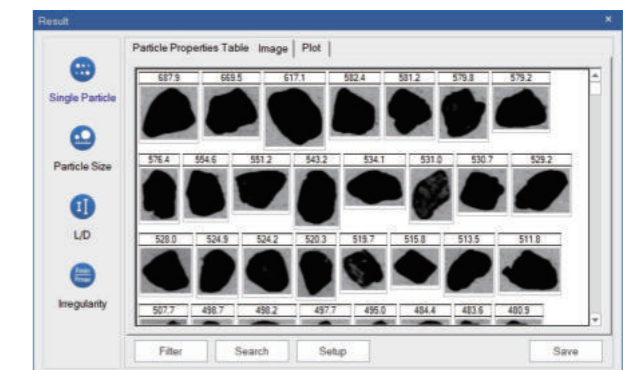 Result ×
Particle Properties Table Image Plot
Single Particle
Particle Size
L/D
Irregularity
687.9 669.5 617.1 582.4 581.2 579.8 579.2
576.4 554.6 551.2 543.2 534.1 531.0 530.7 529.2
528.0 524.9 524.2 520.3 519.7 515.8 513.5 511.8
507.7 498.7 498.2 497.7 495.0 484.4 483.6 480.9
Filter Search Setup Save